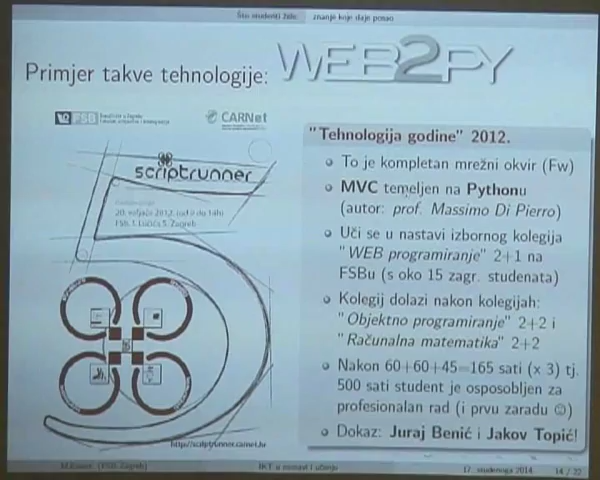 Što studenti žele: znanje koje daje posao
Primjer takve tehnologije: WEB2PY
FSB
CARNet
scriptrunner
"Tehnologija godine" 2012.
To je kompletan mrežni okvir (Fw)
MVC temeljen na Pythonu
(autor: prof. Massimo Di Pierro)
Uči se u nastavi izbornog kolegija
"WEB programiranje" 2+1 na
FSBu (s oko 15 zagr. studenata)
Kolegij dolazi nakon kolegijah:
"Objektno programiranje" 2+2 i
"Računalna matematika" 2+2
Nakon 60+60+45=165 sati (x 3) tj.
500 sati student je osposobljen za
profesionalan rad (i prvu zaradu ☺)
Dokaz: Juraj Benić i Jakov Topić!
http://scriptrunner.carnet.hr
(FSB, Zagreb) IKT u nastavi i učenju 17. studenoga 2014. 14 / 22